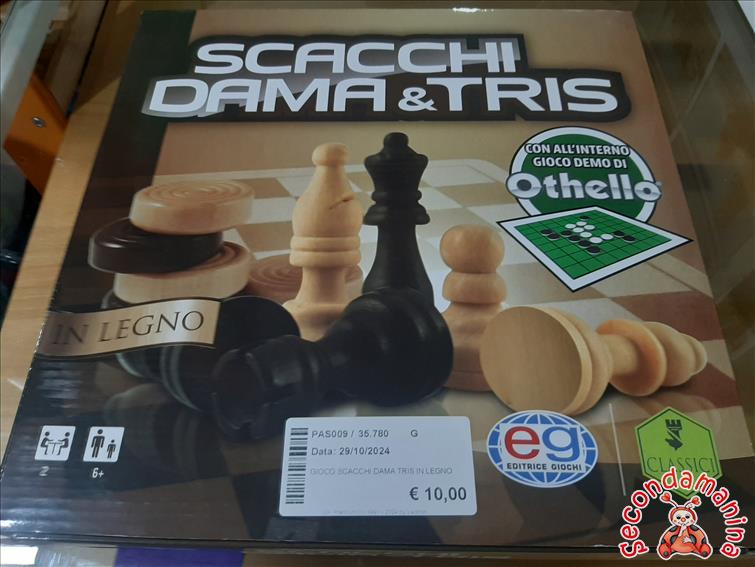 SCACCHI
DAMA & TRIS
CON ALL'INTERNO
GIOCO DEMO DI
Othello
IN LEGNO
2
6+
PAS009 / 35.780 G
Data: 29/10/2024
GIOCO SCACCHI DAMA TRIS IN LEGNO
€ 10,00
eg
EDITRICE GIOCHI
CLASSICI
secondamanina